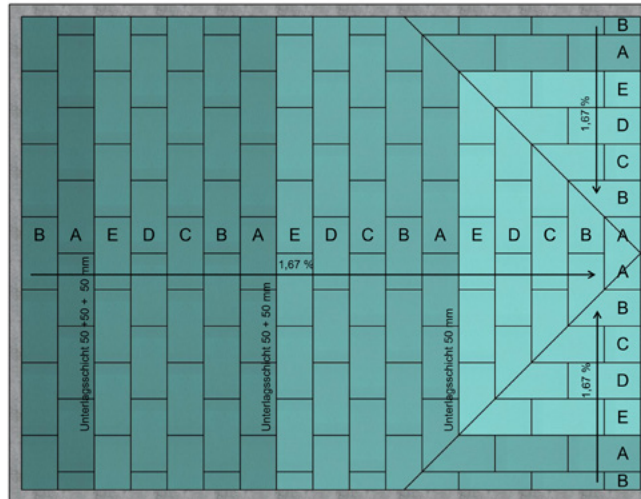 B
A
E
D
C
B
1,67 %
B A E D C B A E D C B A E D C B A
1,67 %
A
B
C
D
E
A
B
1,67 %
Unterlagsschicht 50 +50 + 50 mm
Unterlagsschicht 50 + 50 mm
Unterlagsschicht 50 mm